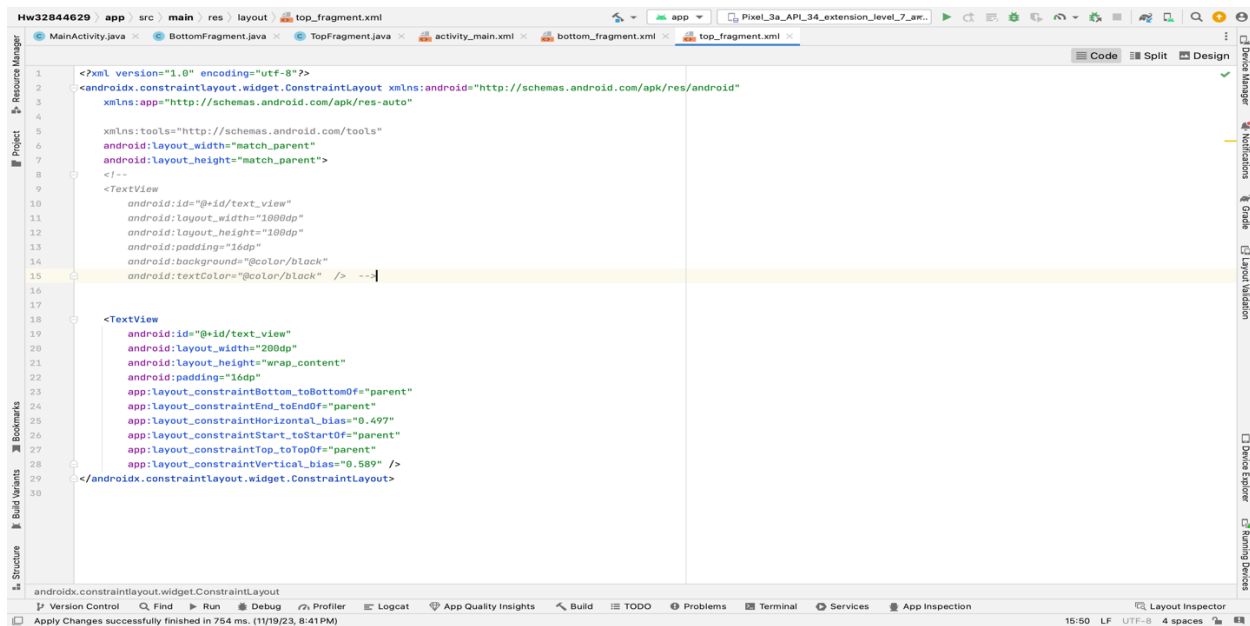 Hw32844629 〉 app 〉 src 〉 main 〉 res 〉 layout 〉 top_fragment.xml
app
Pixel_3a_API_34_extension_level_7_ar..
MainActivity.java
BottomFragment.java
TopFragment.java
activity_main.xml
bottom_fragment.xml
top_fragment.xml
Code
Split
Design
Resource Manager
Project
Bookmarks
Build Variants
Structure
1 <?xml version="1.0" encoding="utf-8"?>
2 <androidx.constraintlayout.widget.ConstraintLayout xmlns:android="http://schemas.android.com/apk/res/android"
3 xmlns:app="http://schemas.android.com/apk/res-auto"
4
5 xmlns:tools="http://schemas.android.com/tools"
6 android:layout_width="match_parent"
7 android:layout_height="match_parent">
8 <!--
9 <TextView
10 android:id="@+id/text_view"
11 android:layout_width="1000dp"
12 android:layout_height="100dp"
13 android:padding="16dp"
14 android:background="@color/black"
15 android:textColor="@color/black" /> -->
16
17
18 <TextView
19 android:id="@+id/text_view"
20 android:layout_width="200dp"
21 android:layout_height="wrap_content"
22 android:padding="16dp"
23 app:layout_constraintBottom_toBottomOf="parent"
24 app:layout_constraintEnd_toEndOf="parent"
25 app:layout_constraintHorizontal_bias="0.497"
26 app:layout_constraintStart_toStartOf="parent"
27 app:layout_constraintTop_toTopOf="parent"
28 app:layout_constraintVertical_bias="0.589" />
29 </androidx.constraintlayout.widget.ConstraintLayout>
30
Device Manager
Notifications
Gradle
Layout Validation
Device Explorer
Running Devices
androidx.constraintlayout.widget.ConstraintLayout
Version Control
Find
Run
Debug
Profiler
Logcat
App Quality Insights
Build
TODO
Problems
Terminal
Services
App Inspection
Layout Inspector
Apply Changes successfully finished in 754 ms. (11/19/23, 8:41 PM)
15:50 LF UTF-8 4 spaces